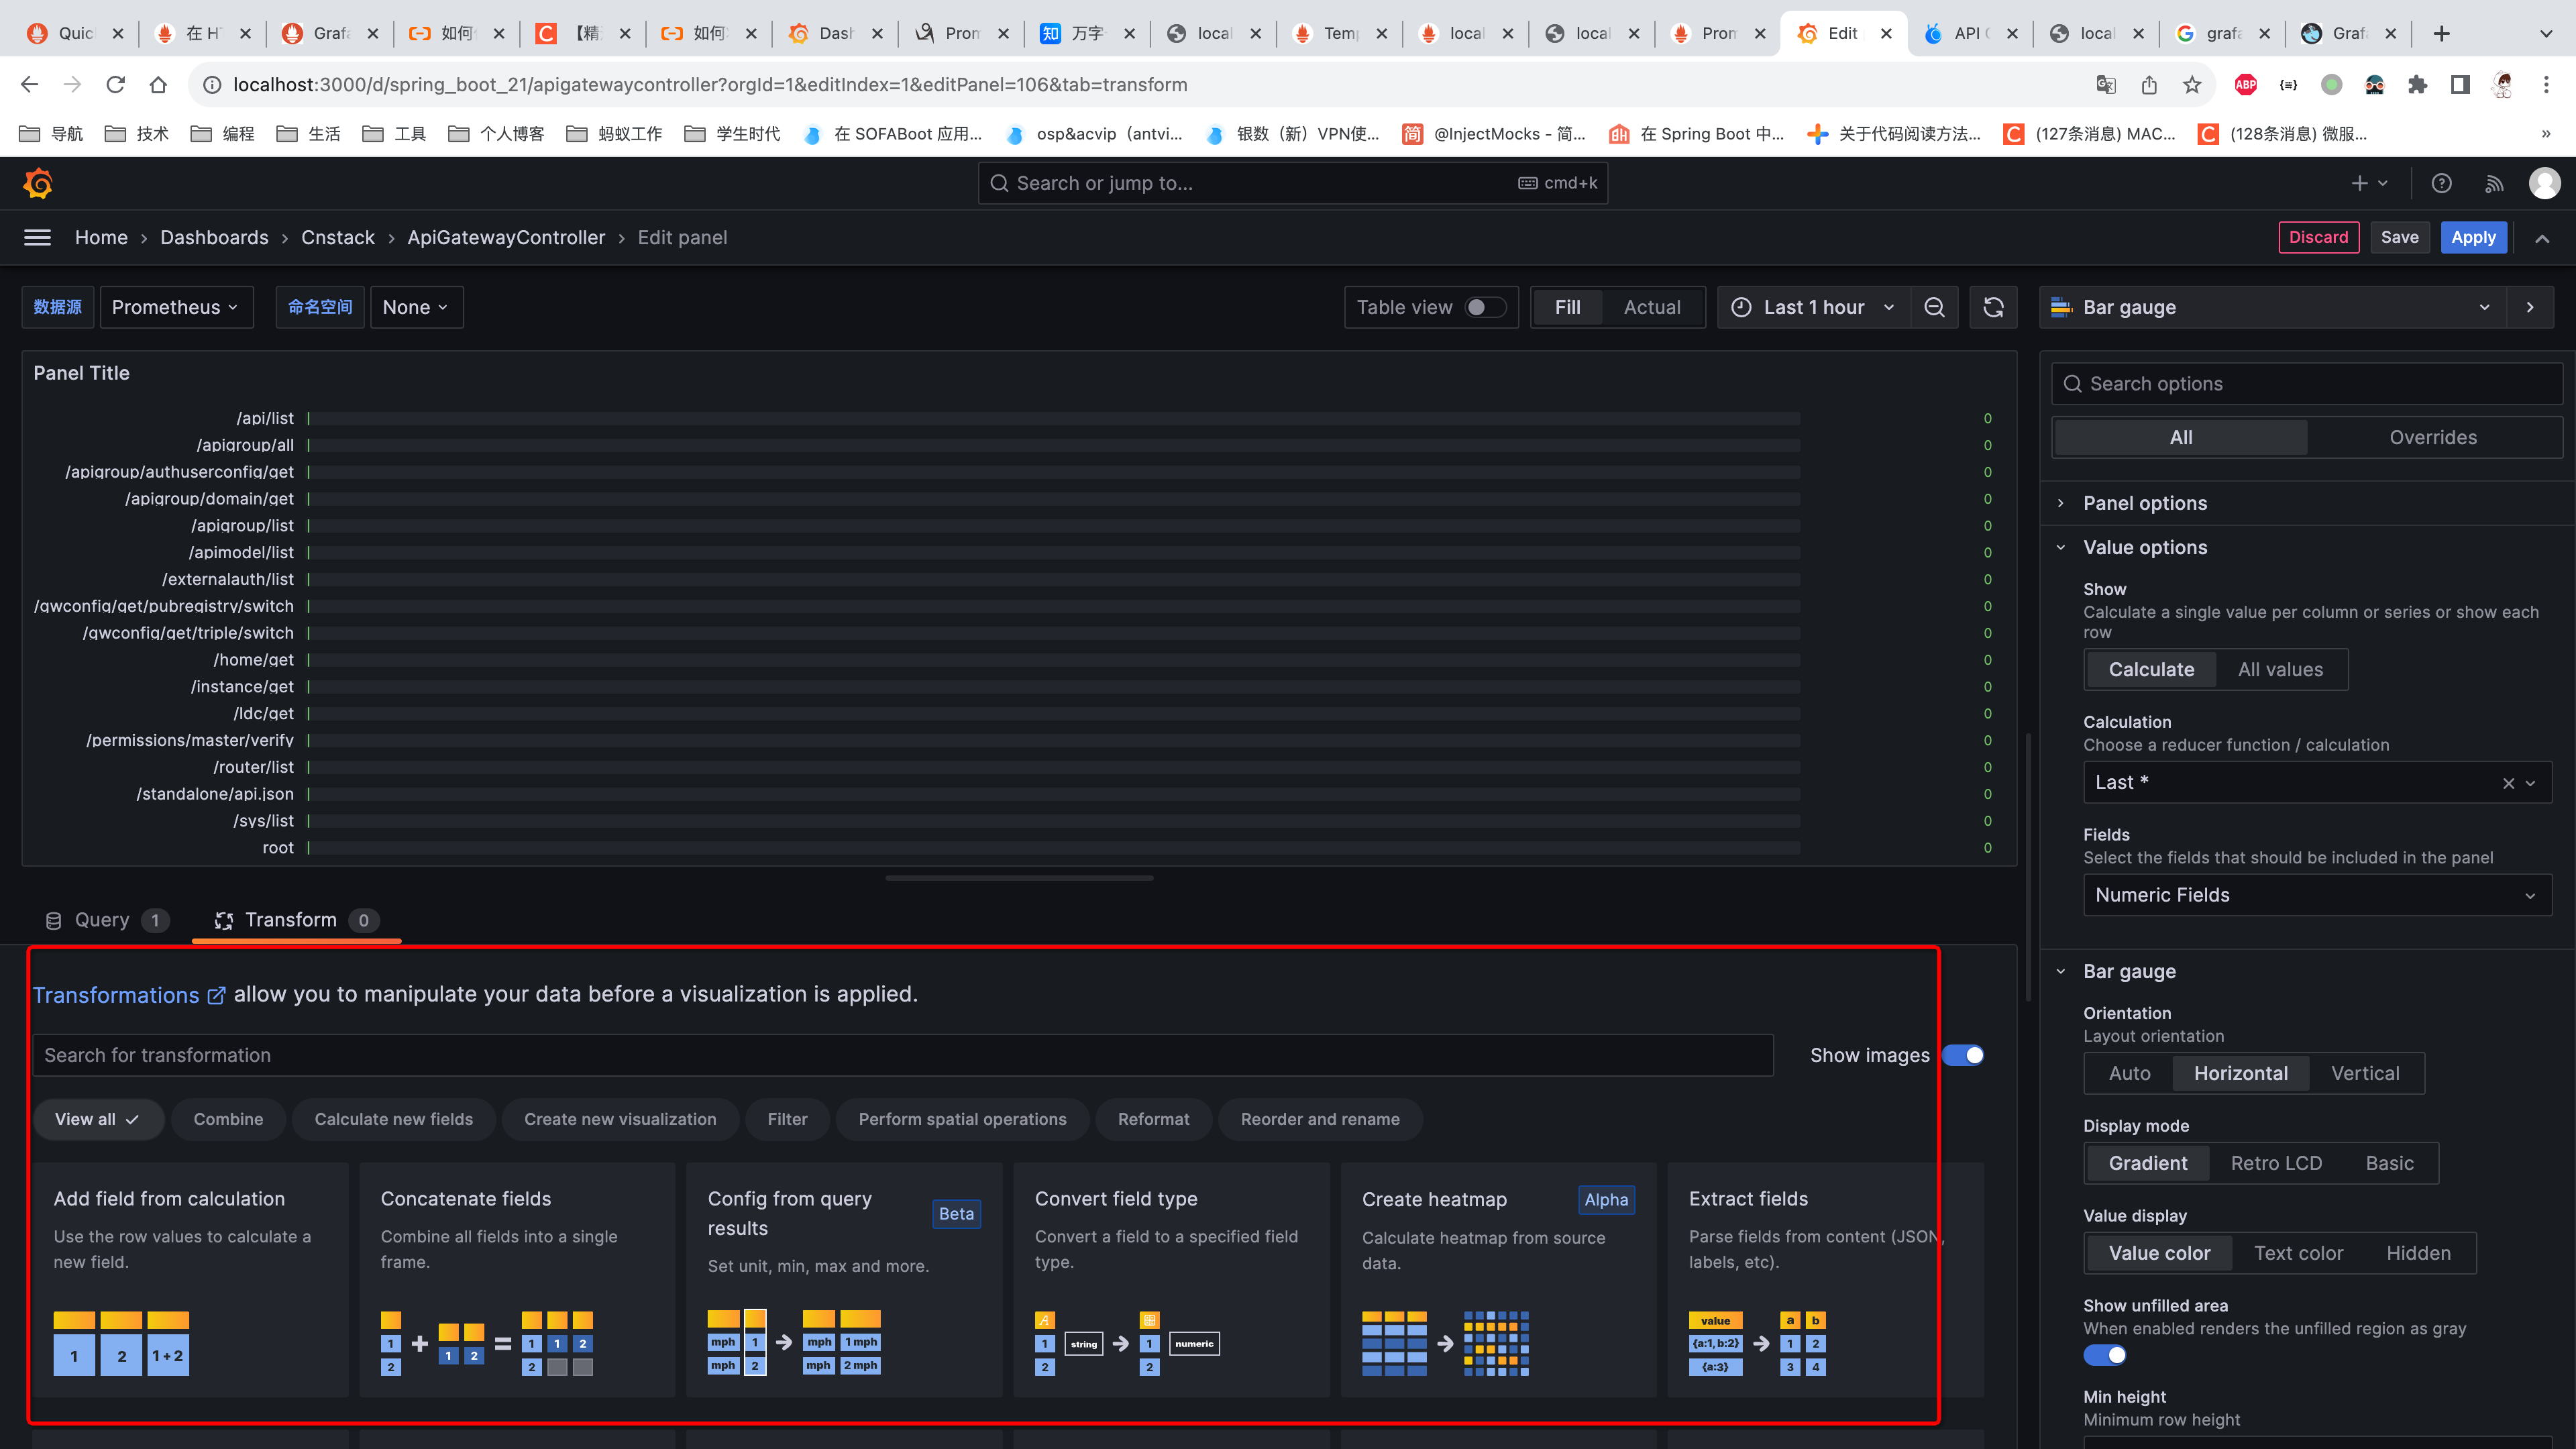 Quic
在 H
Grafa
如何
【精
如何
Dash
Prom
万字
local
Temp
local
local
Prom
Edit
API G
local
grafa
Grafa
localhost:3000/d/spring_boot_21/apigatewaycontroller?orgId=1&editIndex=1&editPanel=106&tab=transform
ABP
导航
技术
编程
生活
工具
个人博客
蚂蚁工作
学生时代
在 SOFABoot 应用...
osp&acvip（antvi...
银数（新）VPN使...
简 @InjectMocks - 简...
在 Spring Boot 中...
关于代码阅读方法...
C (127条消息) MAC...
C (128条消息) 微服...
»
Search or jump to...
cmd+k
Home › Dashboards › Cnstack › ApiGatewayController › Edit panel
Discard
Save
Apply
数据源
Prometheus
命名空间
None
Table view
Fill
Actual
Last 1 hour
Bar gauge
Panel Title
/api/list 0
/apigroup/all 0
/apigroup/authuserconfig/get 0
/apigroup/domain/get 0
/apigroup/list 0
/apimodel/list 0
/externalauth/list 0
/gwconfig/get/pubregistry/switch 0
/gwconfig/get/triple/switch 0
/home/get 0
/instance/get 0
/ldc/get 0
/permissions/master/verify 0
/router/list 0
/standalone/api.json 0
/sys/list 0
root 0
Query 1
Transform 0
Transformations allow you to manipulate your data before a visualization is applied.
Search for transformation
Show images
View all
Combine
Calculate new fields
Create new visualization
Filter
Perform spatial operations
Reformat
Reorder and rename
Add field from calculation
Use the row values to calculate a
new field.
1 2 1+2
Concatenate fields
Combine all fields into a single
frame.
1 + = 1 1 2
2 1 2 2
Config from query
results
Beta
Set unit, min, max and more.
mph 1 mph 1 mph
mph 2 mph 2 mph
Convert field type
Convert a field to a specified field
type.
A
1 string 1 numeric
2 2
Create heatmap
Alpha
Calculate heatmap from source
data.
Extract fields
Parse fields from content (JSON,
labels, etc).
value a b
{a:1, b:2} 1 2
{a:3} 3 4
Search options
All
Overrides
Panel options
Value options
Show
Calculate a single value per column or series or show each
row
Calculate
All values
Calculation
Choose a reducer function / calculation
Last *
Fields
Select the fields that should be included in the panel
Numeric Fields
Bar gauge
Orientation
Layout orientation
Auto
Horizontal
Vertical
Display mode
Gradient
Retro LCD
Basic
Value display
Value color
Text color
Hidden
Show unfilled area
When enabled renders the unfilled region as gray
Min height
Minimum row height